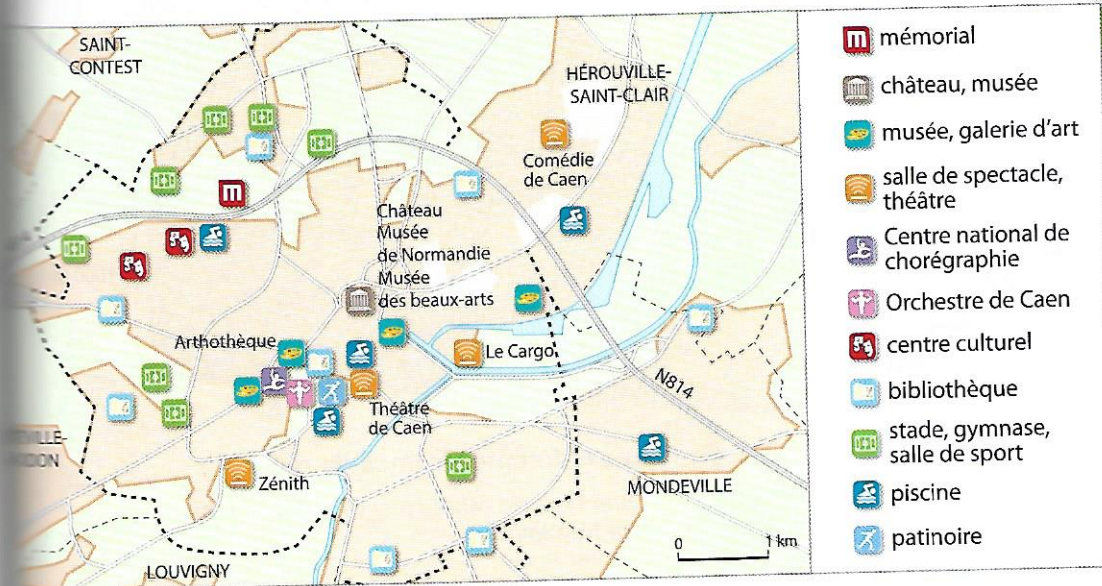 SAINT-
CONTEST
HÉROUVILLE-
SAINT-CLAIR
Comédie
de Caen
Château
Musée
de Normandie
Musée
des beaux-arts
Arthothèque
Le Cargo
N814
Théâtre
de Caen
Zénith
MONDEVILLE
LOUVIGNY
0 1 km
m mémorial
château, musée
musée, galerie d'art
salle de spectacle,
théâtre
Centre national de
chorégraphie
Orchestre de Caen
centre culturel
bibliothèque
stade, gymnase,
salle de sport
piscine
patinoire